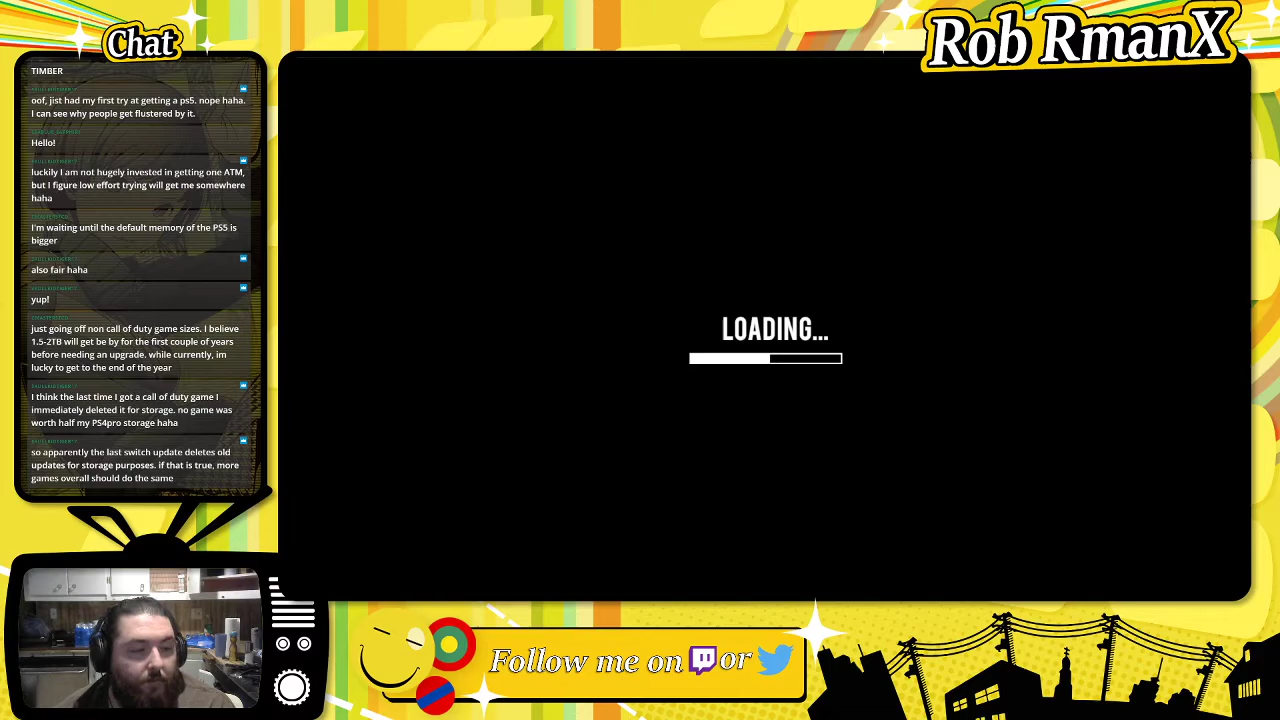 Chat
Rob RmanX
TIMBER
oof, jist had my first try at getting a ps5. nope haha.
I can see why people get flustered by it.
Hello!
luckily I am not hugely invested in getting one ATM,
but I figure low effort trying will get me somewhere
haha
I'm waiting until the default memory of the PS5 is
bigger
also fair haha
yup!
just going off non call of duty game sizes, I believe
1.5-2TB will get us by for the first couple of years
before needing an upgrade, while currently, im
lucky to get to the end of the year
I think the last time I got a call of duty game I
immediately deleted it for storage. 1 game was
worth half my PS4pro storage haha
so apparently the last switch update deletes old
updates for storage purposes. if that is true, more
games overall should do the same
LOADING...
Follow me on or